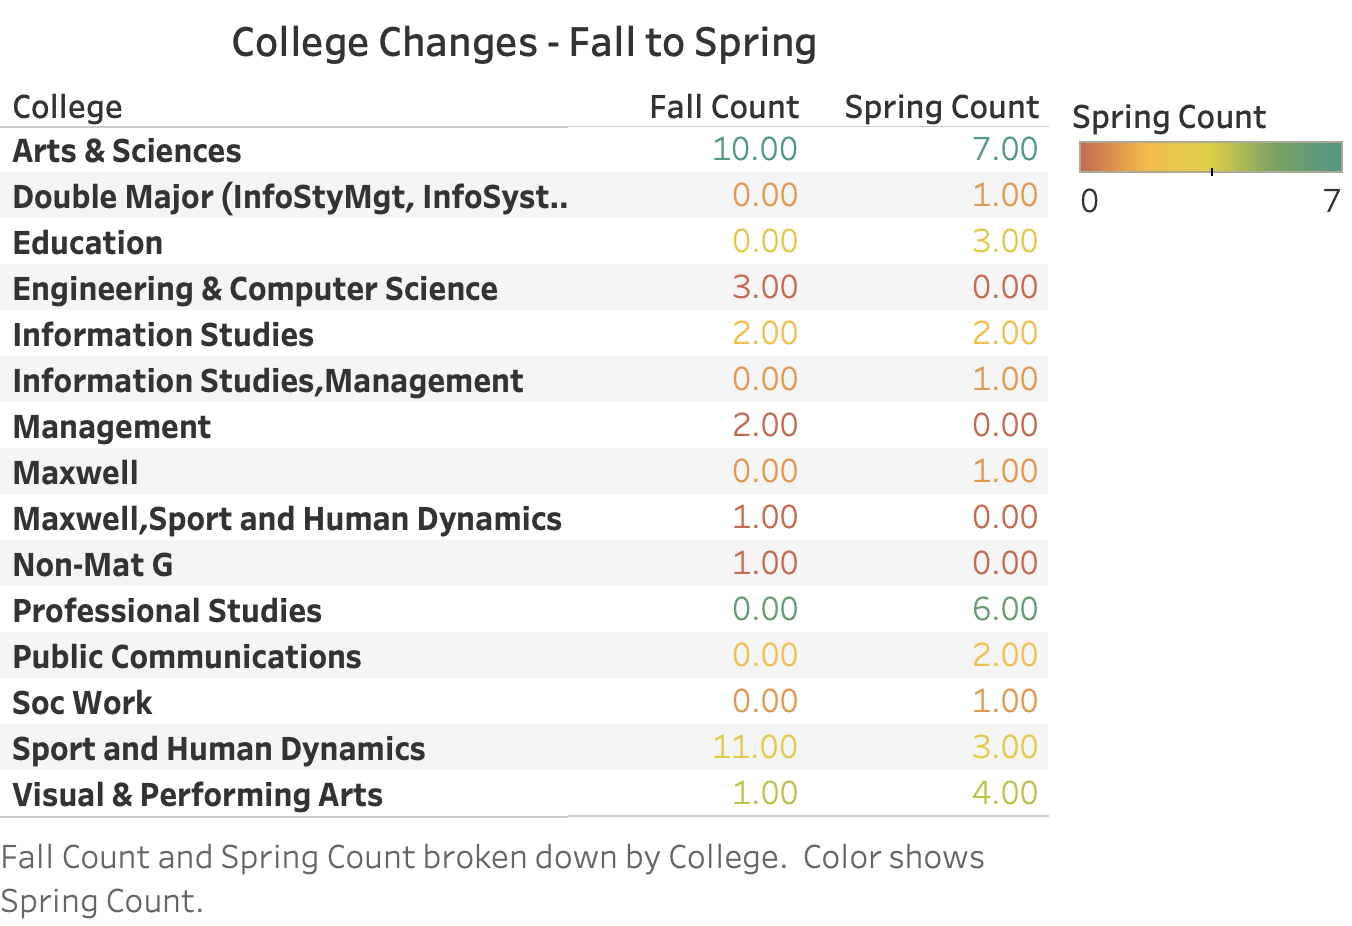 College Changes - Fall to Spring
College Fall Count Spring Count
Arts & Sciences 10.00 7.00
Double Major (InfoStyMgt, InfoSyst.. 0.00 1.00
Education 0.00 3.00
Engineering & Computer Science 3.00 0.00
Information Studies 2.00 2.00
Information Studies,Management 0.00 1.00
Management 2.00 0.00
Maxwell 0.00 1.00
Maxwell,Sport and Human Dynamics 1.00 0.00
Non-Mat G 1.00 0.00
Professional Studies 0.00 6.00
Public Communications 0.00 2.00
Soc Work 0.00 1.00
Sport and Human Dynamics 11.00 3.00
Visual & Performing Arts 1.00 4.00
Fall Count and Spring Count broken down by College.  Color shows
Spring Count.
Spring Count
0 7